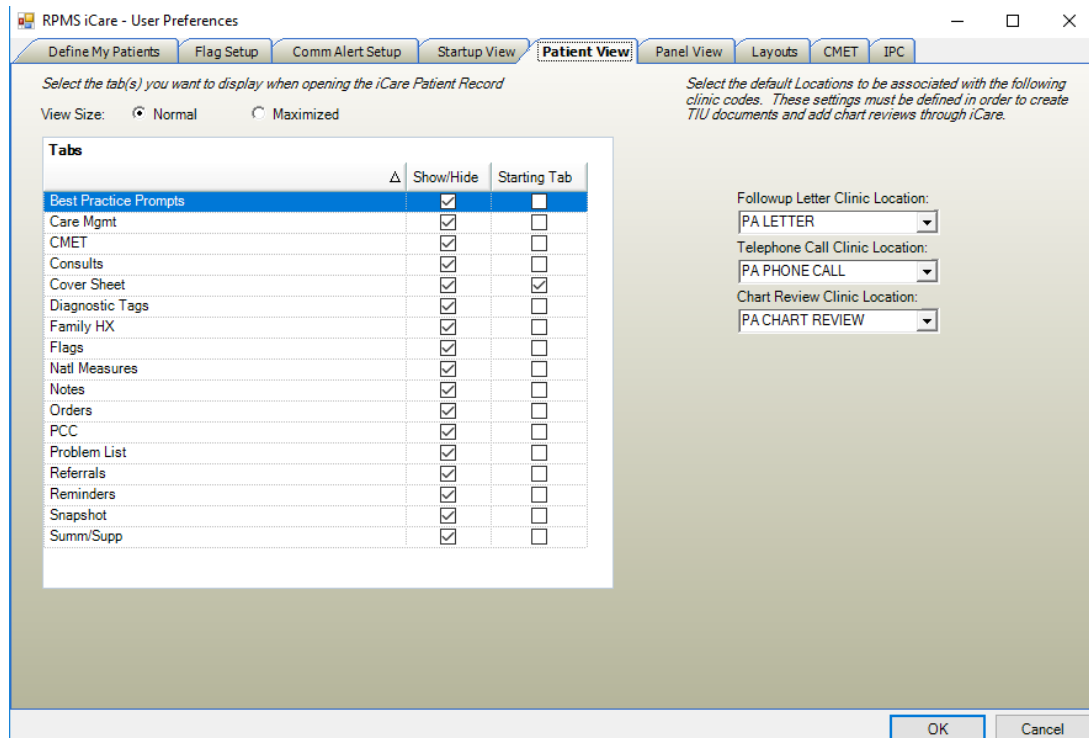 RPMS iCare - User Preferences
Define My Patients Flag Setup Comm Alert Setup Startup View Patient View Panel View Layouts CMET IPC
Select the tab(s) you want to display when opening the iCare Patient Record
View Size: Normal Maximized
Tabs
Show/Hide Starting Tab
Best Practice Prompts
Care Mgmt
CMET
Consults
Cover Sheet
Diagnostic Tags
Family HX
Flags
Natl Measures
Notes
Orders
PCC
Problem List
Referrals
Reminders
Snapshot
Summ/Supp
Select the default Locations to be associated with the following
clinic codes. These settings must be defined in order to create
TIU documents and add chart reviews through iCare.
Followup Letter Clinic Location:
PA LETTER
Telephone Call Clinic Location:
PA PHONE CALL
Chart Review Clinic Location:
PA CHART REVIEW
OK Cancel